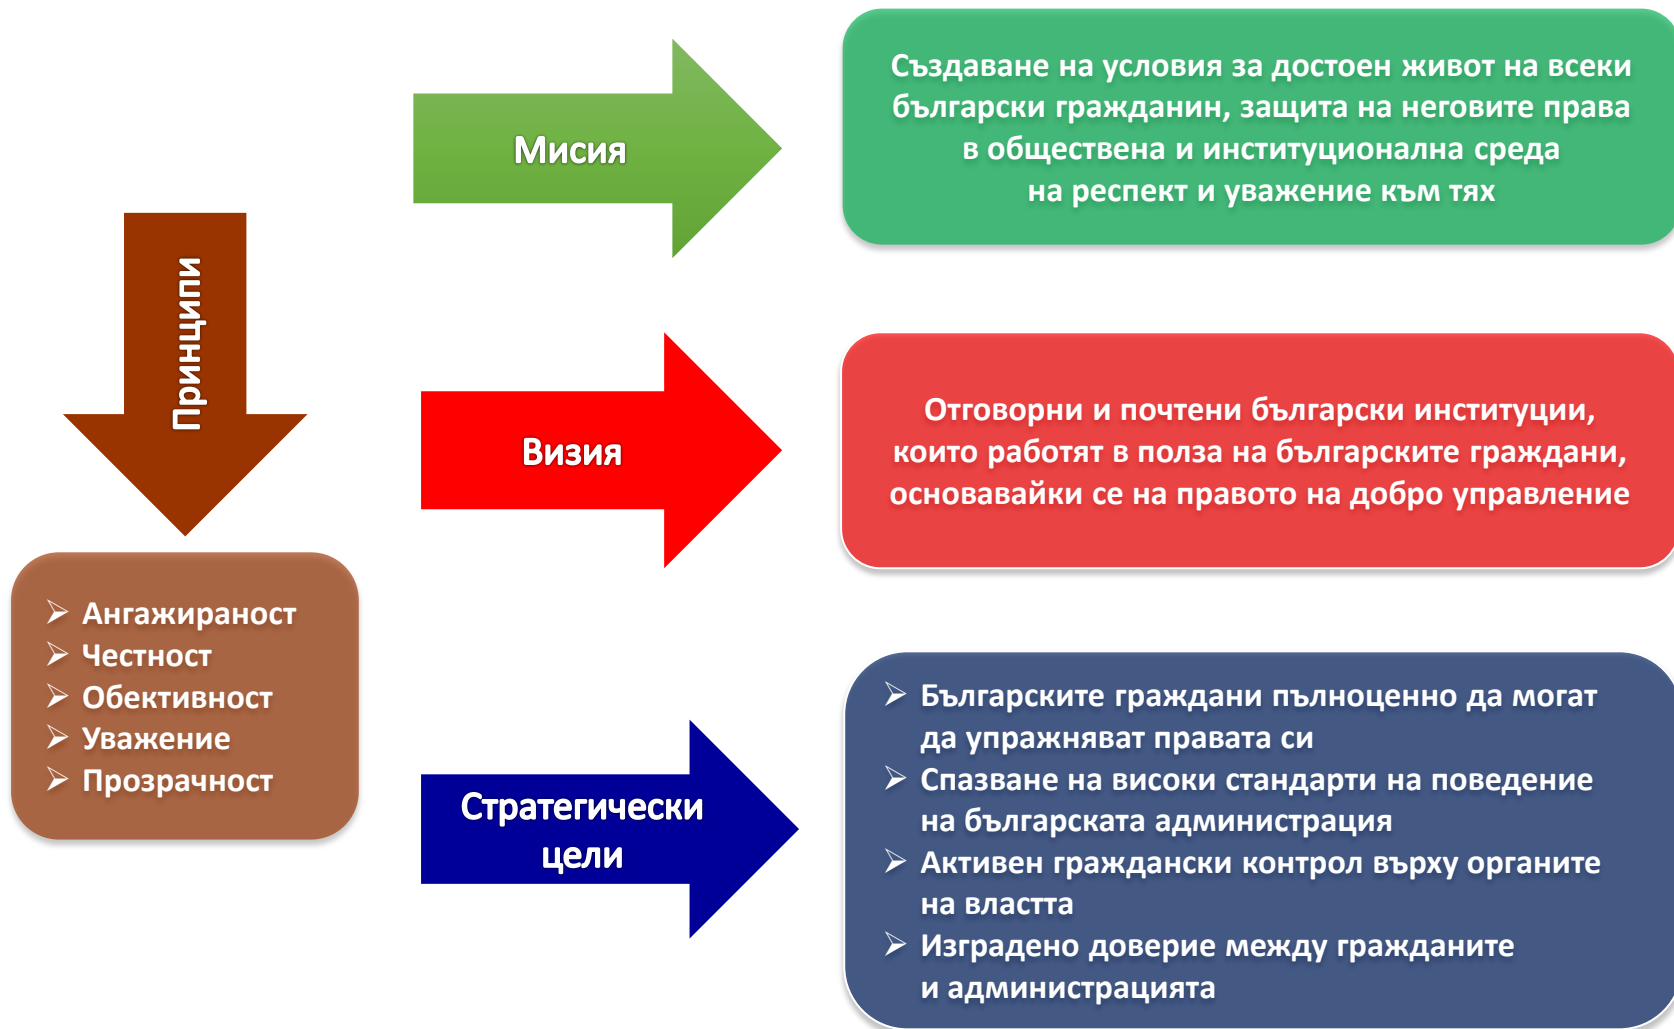 Принципи
Ангажираност
Честност
Обективност
Уважение
Прозрачност
Мисия
Създаване на условия за достоен живот на всеки
български гражданин, защита на неговите права
в обществена и институционална среда
на респект и уважение към тях
Визия
Отговорни и почтени български институции,
които работят в полза на българските граждани,
основавайки се на правото на добро управление
Стратегически
цели
Българските граждани пълноценно да могат
да упражняват правата си
Спазване на високи стандарти на поведение
на българската администрация
Активен граждански контрол върху органите
на властта
Изградено доверие между гражданите
и администрацията